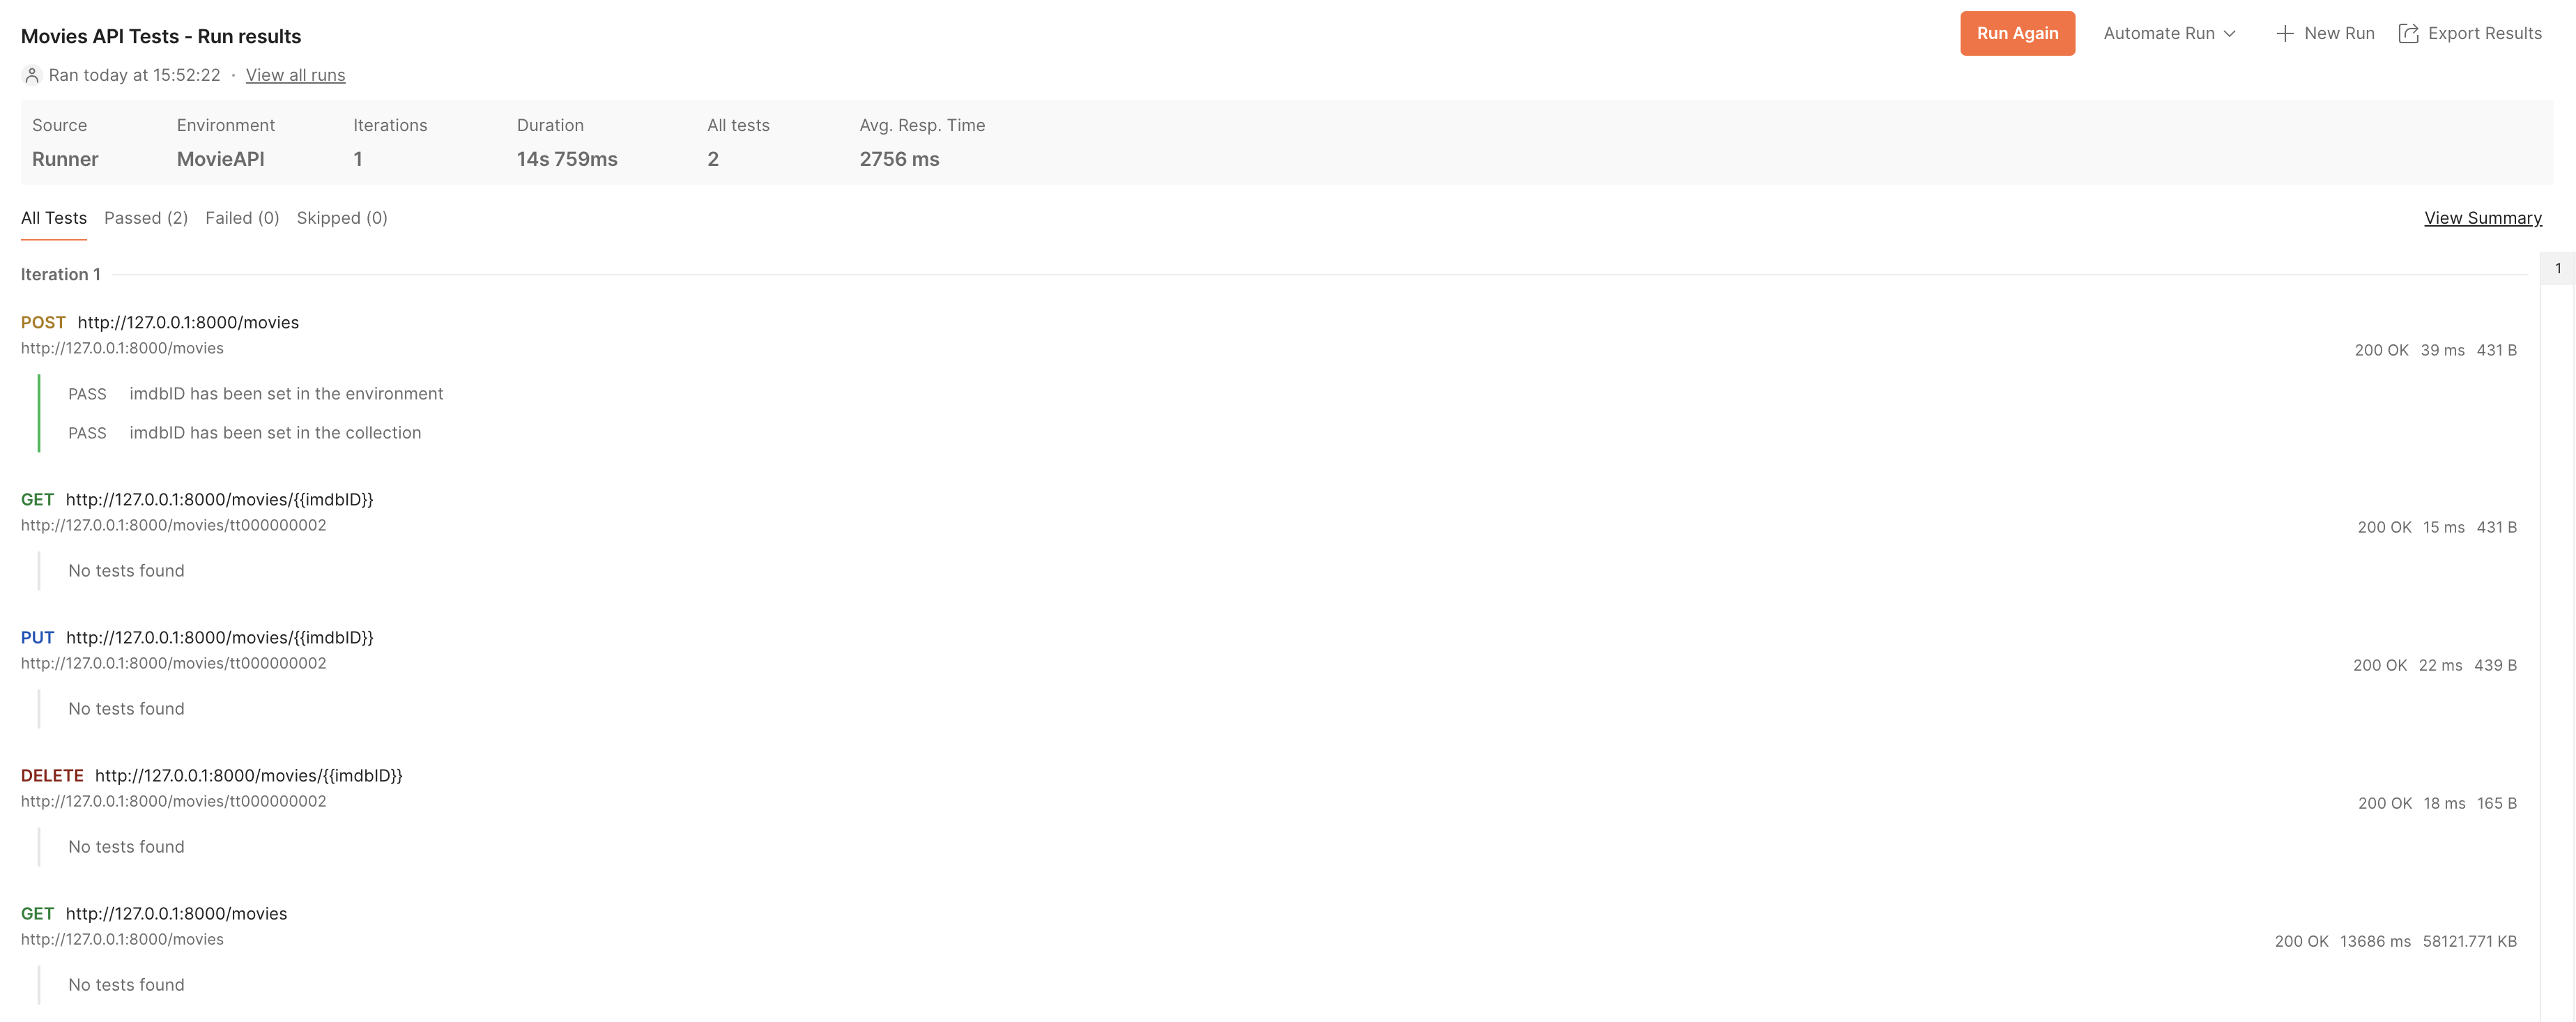 Movies API Tests - Run results
Run Again Automate Run New Run Export Results
Ran today at 15:52:22 · View all runs
Source Environment Iterations Duration All tests Avg. Resp. Time
Runner MovieAPI 1 14s 759ms 2 2756 ms
All Tests Passed (2) Failed (0) Skipped (0) View Summary
Iteration 1 1
POST http://127.0.0.1:8000/movies
http://127.0.0.1:8000/movies 200 OK 39 ms 431 B
PASS imdbID has been set in the environment
PASS imdbID has been set in the collection
GET http://127.0.0.1:8000/movies/{{imdbID}}
http://127.0.0.1:8000/movies/tt000000002 200 OK 15 ms 431 B
No tests found
PUT http://127.0.0.1:8000/movies/{{imdbID}}
http://127.0.0.1:8000/movies/tt000000002 200 OK 22 ms 439 B
No tests found
DELETE http://127.0.0.1:8000/movies/{{imdbID}}
http://127.0.0.1:8000/movies/tt000000002 200 OK 18 ms 165 B
No tests found
GET http://127.0.0.1:8000/movies
http://127.0.0.1:8000/movies 200 OK 13686 ms 58121.771 KB
No tests found